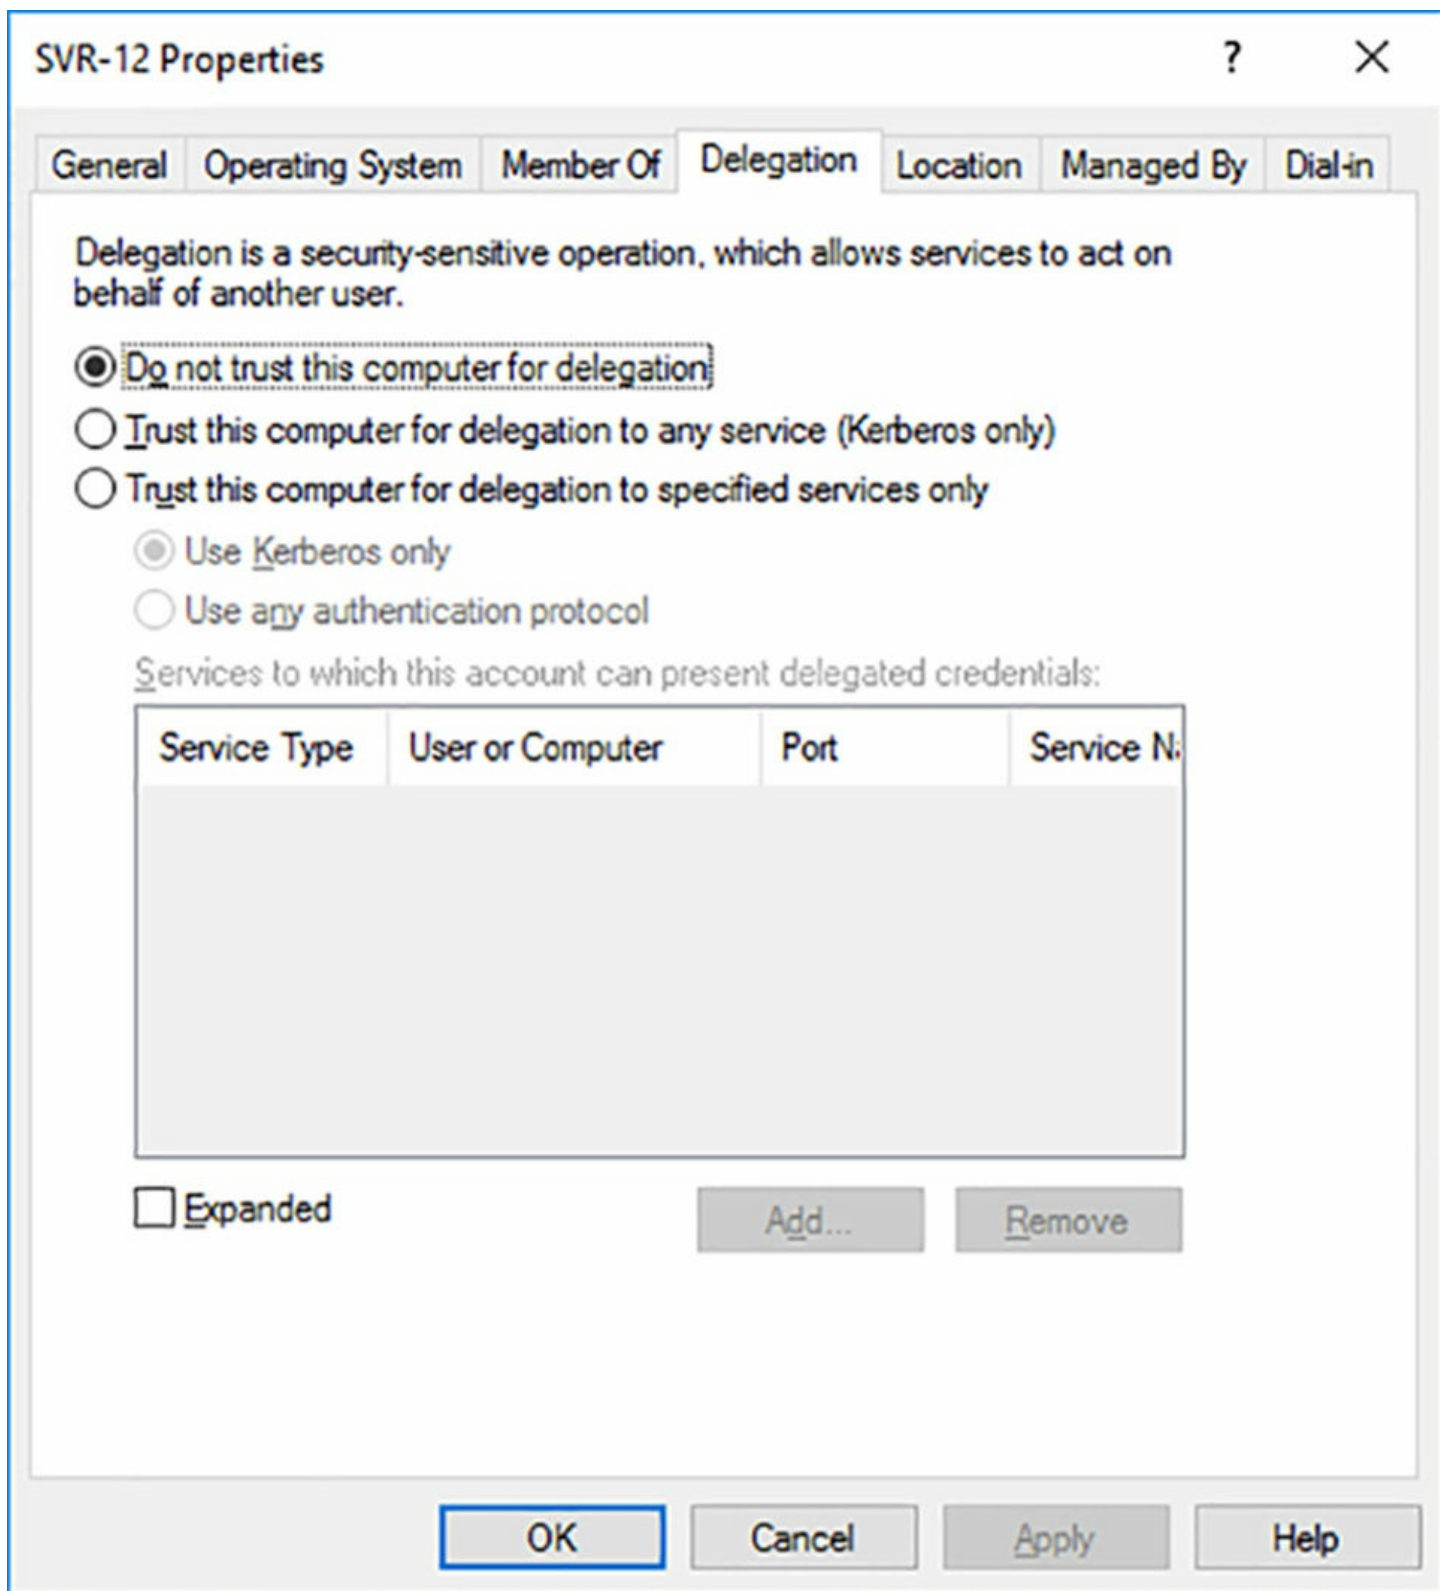 SVR-12 Properties ?
General Operating System Member Of Delegation Location Managed By Dial-in
Delegation is a security-sensitive operation, which allows services to act on
behalf of another user.
Do not trust this computer for delegation
Trust this computer for delegation to any service (Kerberos only)
Trust this computer for delegation to specified services only
Use Kerberos only
Use any authentication protocol
Services to which this account can present delegated credentials:
Service Type User or Computer Port Service Na
Expanded Add... Remove
OK Cancel Apply Help